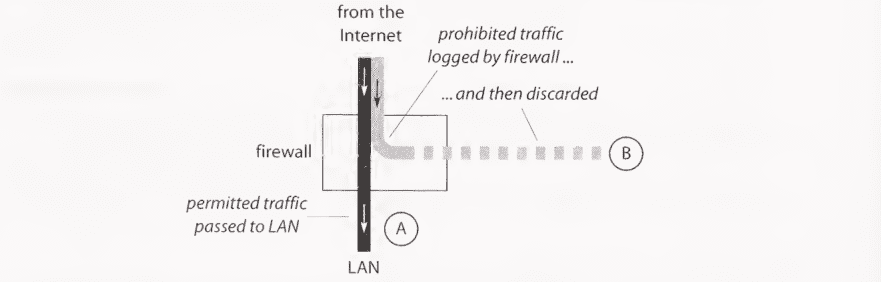 from the
Internet
prohibited traffic
logged by firewall ...
... and then discarded
firewall
B
permitted traffic
passed to LAN
A
LAN